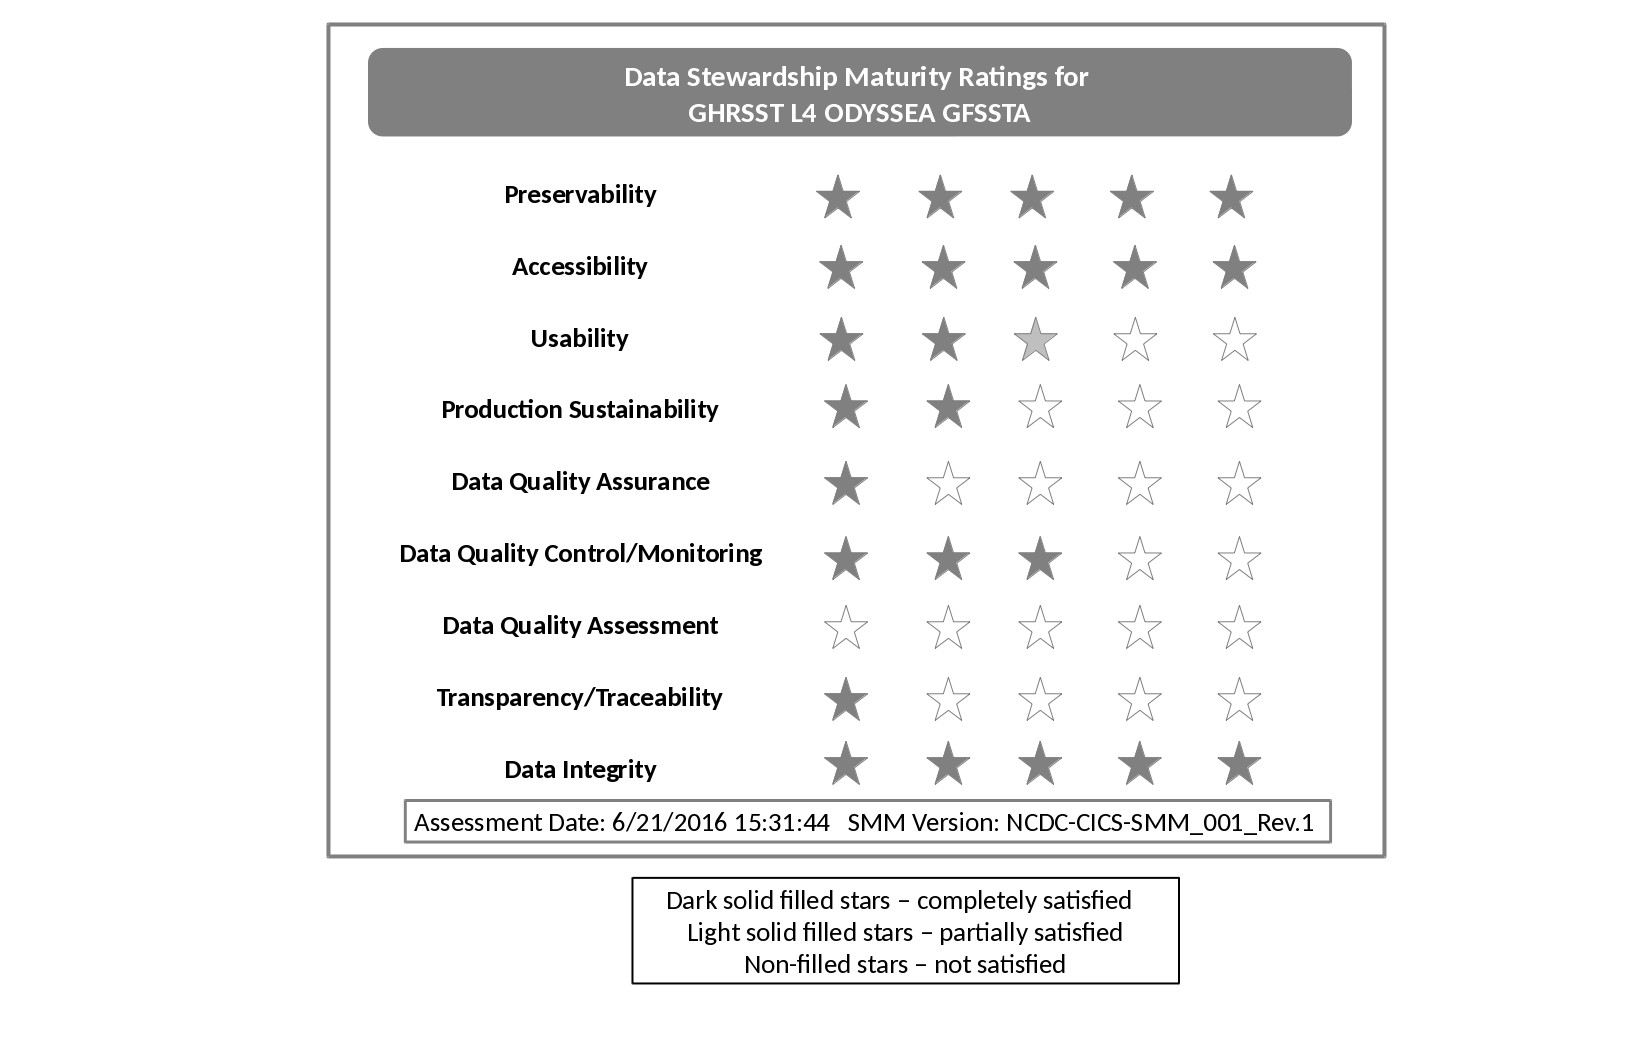 Data Stewardship Maturity Ratings for
GHRSST L4 ODYSSEA GFSSTA
Preservability
Accessibility
Usability
Production Sustainability
Data Quality Assurance
Data Quality Control/Monitoring
Data Quality Assessment
Transparency/Traceability
Data Integrity
Assessment Date: 6/21/2016 15:31:44 SMM Version: NCDC-CICS-SMM_001_Rev.1
Dark solid filled stars – completely satisfied
Light solid filled stars – partially satisfied
Non-filled stars – not satisfied